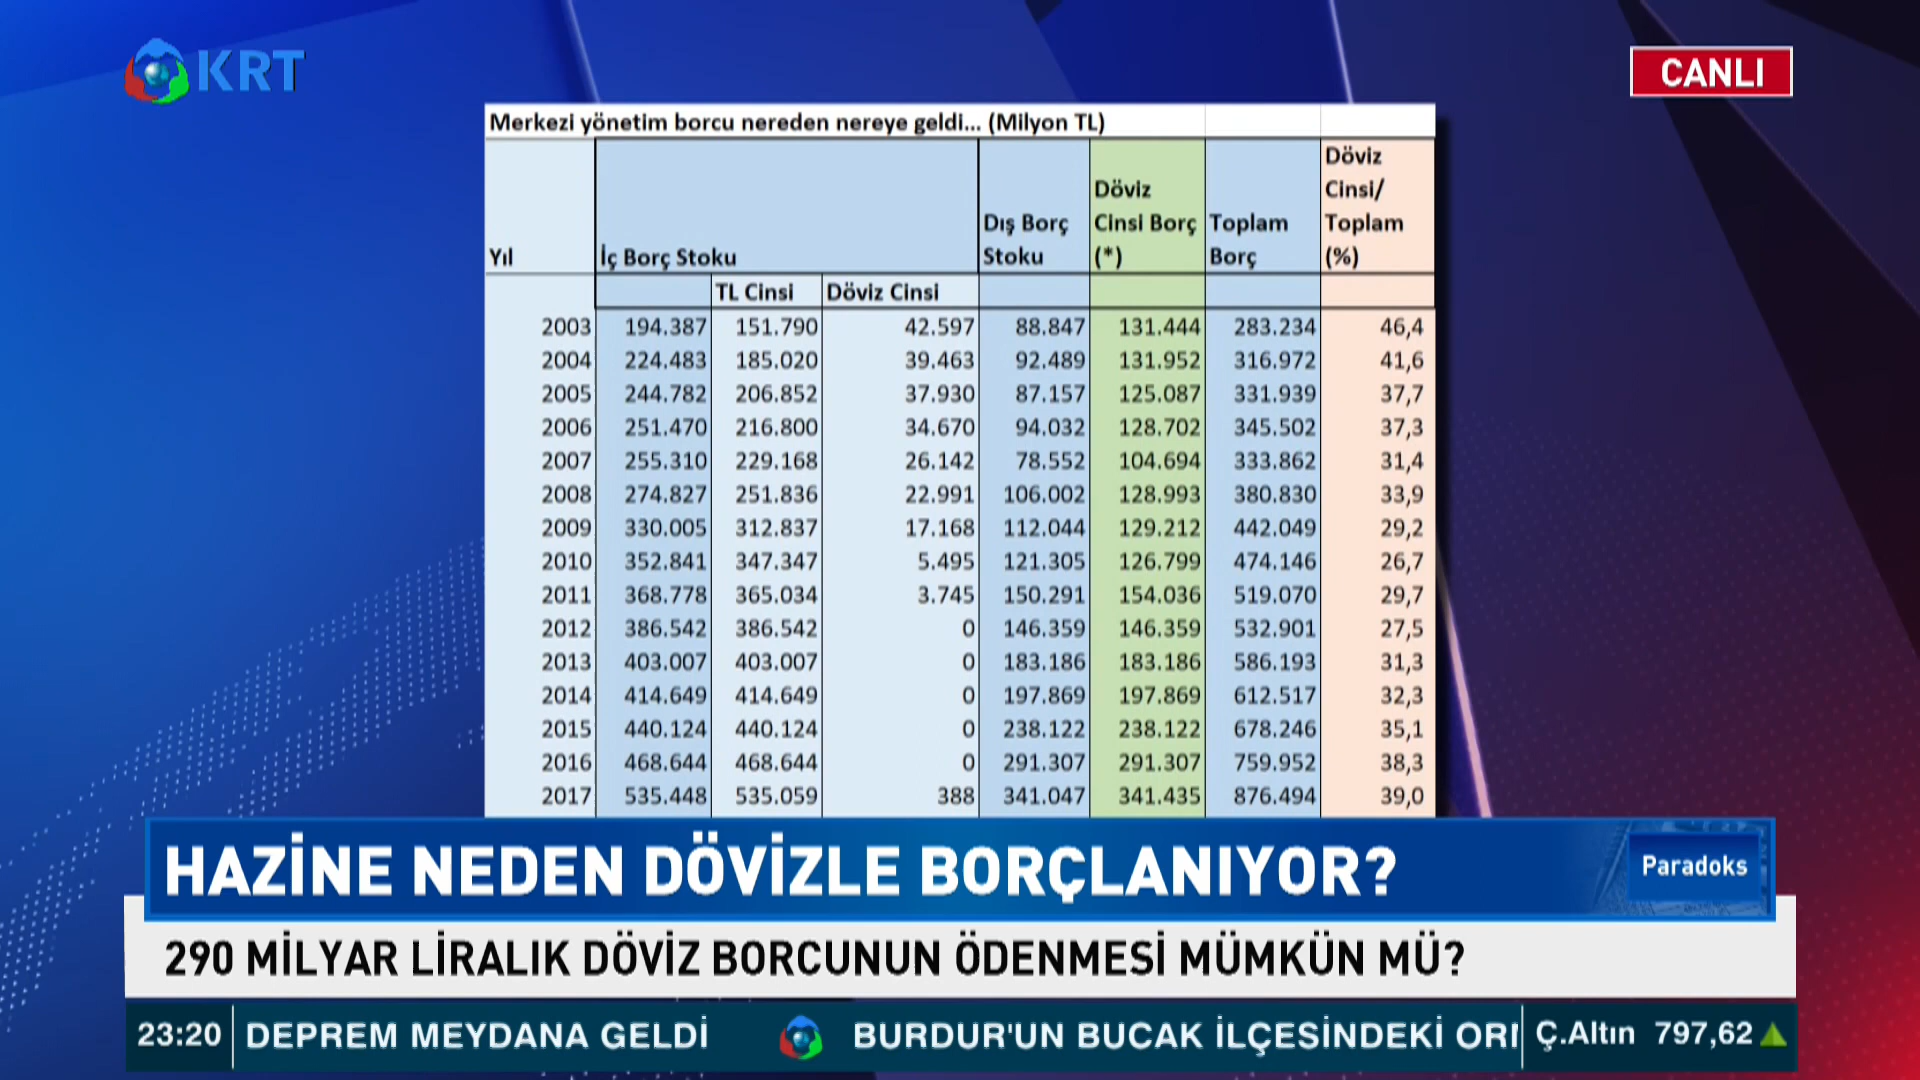 KRT
CANLI
Merkezi yönetim borcu nereden nereye geldi... (Milyon TL)
Yıl İç Borç Stoku Dış Borç Stoku Döviz Cinsi Borç (*) Toplam Borç Döviz Cinsi/ Toplam (%)
TL Cinsi Döviz Cinsi
2003 194.387 151.790 42.597 88.847 131.444 283.234 46,4
2004 224.483 185.020 39.463 92.489 131.952 316.972 41,6
2005 244.782 206.852 37.930 87.157 125.087 331.939 37,7
2006 251.470 216.800 34.670 94.032 128.702 345.502 37,3
2007 255.310 229.168 26.142 78.552 104.694 333.862 31,4
2008 274.827 251.836 22.991 106.002 128.993 380.830 33,9
2009 330.005 312.837 17.168 112.044 129.212 442.049 29,2
2010 352.841 347.347 5.495 121.305 126.799 474.146 26,7
2011 368.778 365.034 3.745 150.291 154.036 519.070 29,7
2012 386.542 386.542 0 146.359 146.359 532.901 27,5
2013 403.007 403.007 0 183.186 183.186 586.193 31,3
2014 414.649 414.649 0 197.869 197.869 612.517 32,3
2015 440.124 440.124 0 238.122 238.122 678.246 35,1
2016 468.644 468.644 0 291.307 291.307 759.952 38,3
2017 535.448 535.059 388 341.047 341.435 876.494 39,0
HAZİNE NEDEN DÖVİZLE BORÇLANIYOR?
Paradoks
290 MİLYAR LİRALIK DÖVİZ BORCUNUN ÖDENMESİ MÜMKÜN MÜ?
23:20 DEPREM MEYDANA GELDİ BURDUR'UN BUCAK İLÇESİNDEKİ Ç.Altın 797,62